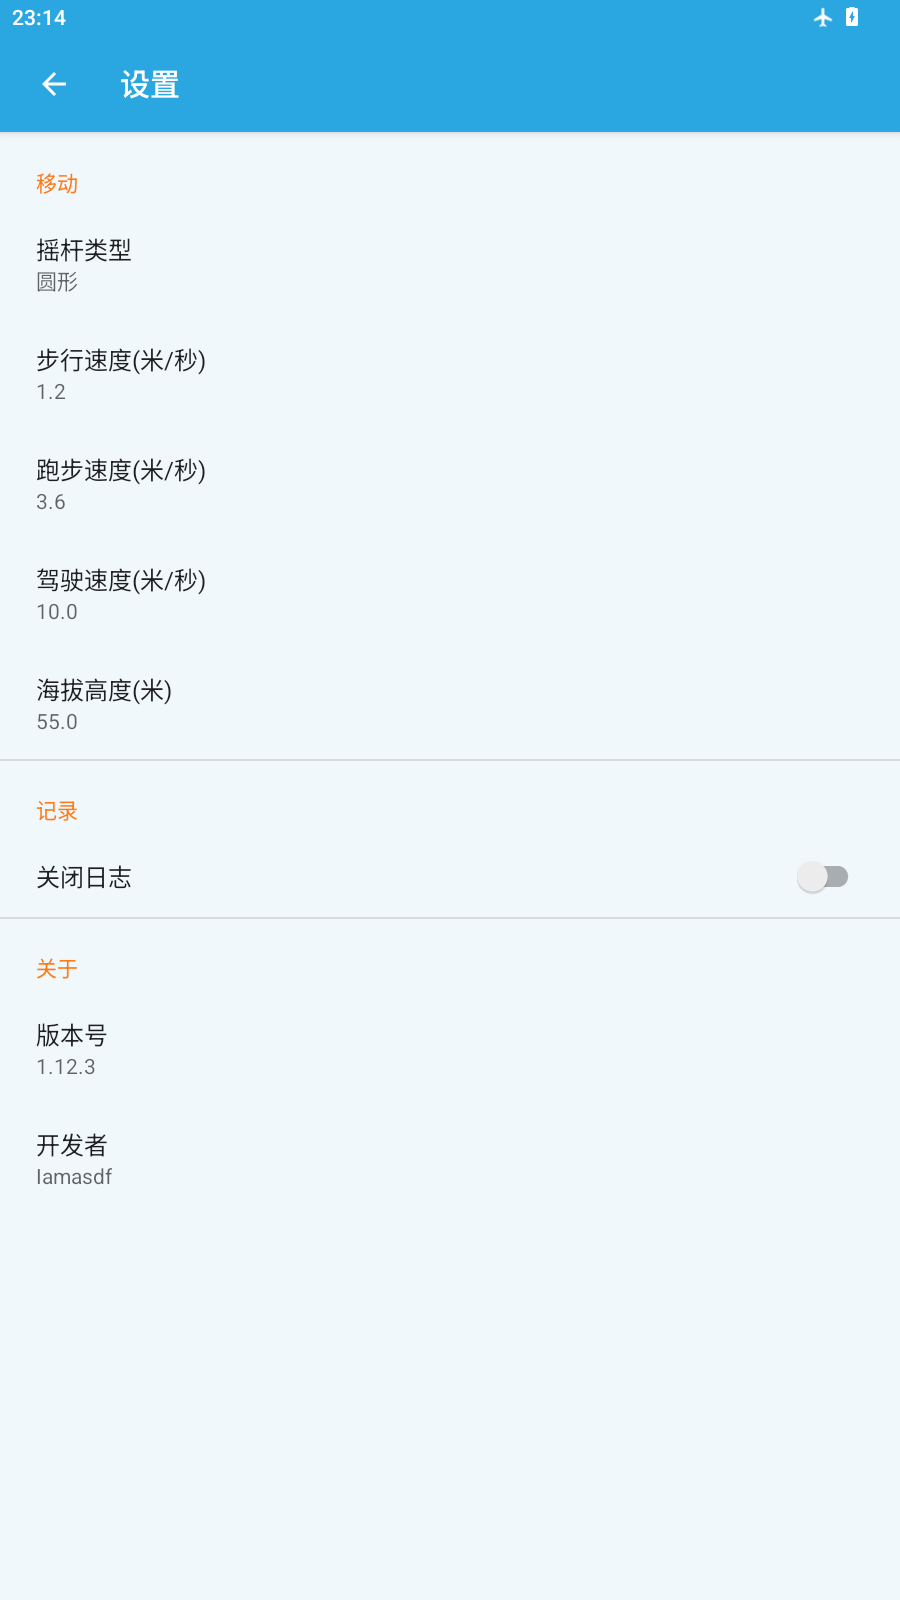 23:14
设置
移动
摇杆类型
圆形
步行速度(米/秒)
1.2
跑步速度(米/秒)
3.6
驾驶速度(米/秒)
10.0
海拔高度(米)
55.0
记录
关闭日志
关于
版本号
1.12.3
开发者
Iamasdf